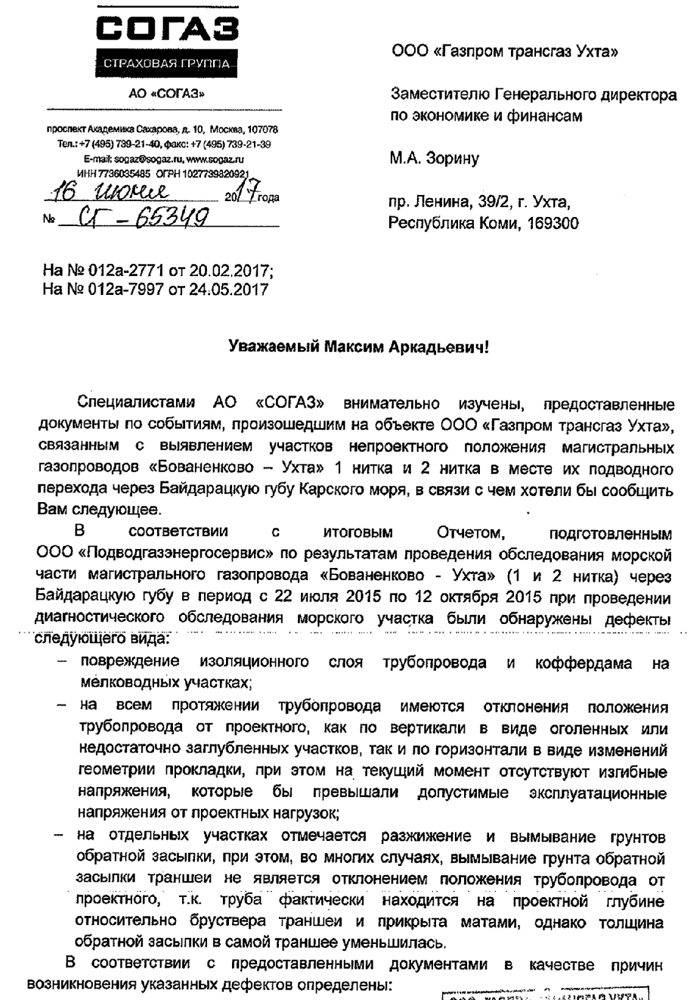 СОГАЗ
СТРАХОВАЯ ГРУППА
АО «СОГАЗ»
проспект Академика Сахарова, д. 10, Москва, 107078
Тел.: +7 (495) 739-21-40, факс: +7 (495) 739-21-39
E-mail: sogaz@sogaz.ru, www.sogaz.ru
ИНН 7736035485 ОГРН 1027739820921
16 июня 2017 года
№ СГ-65349
ООО «Газпром трансгаз Ухта»
Заместителю Генерального директора
по экономике и финансам
М.А. Зорину
пр. Ленина, 39/2, г. Ухта,
Республика Коми, 169300
На № 012а-2771 от 20.02.2017;
На № 012а-7997 от 24.05.2017
Уважаемый Максим Аркадьевич!
Специалистами АО «СОГАЗ» внимательно изучены, предоставленные
документы по событиям, произошедшим на объекте ООО «Газпром трансгаз Ухта»,
связанным с выявлением участков непроектного положения магистральных
газопроводов «Бованенково – Ухта» 1 нитка и 2 нитка в месте их подводного
перехода через Байдарацкую губу Карского моря, в связи с чем хотели бы сообщить
Вам следующее.
В соответствии с итоговым Отчетом, подготовленным
ООО «Подводгазэнергосервис» по результатам проведения обследования морской
части магистрального газопровода «Бованенково - Ухта» (1 и 2 нитка) через
Байдарацкую губу в период с 22 июля 2015 по 12 октября 2015 при проведении
диагностического обследования морского участка были обнаружены дефекты
следующего вида:
– повреждение изоляционного слоя трубопровода и коффердама на
мелководных участках;
– на всем протяжении трубопровода имеются отклонения положения
трубопровода от проектного, как по вертикали в виде оголенных или
недостаточно заглубленных участков, так и по горизонтали в виде изменений
геометрии прокладки, при этом на текущий момент отсутствуют изгибные
напряжения, которые бы превышали допустимые эксплуатационные
напряжения от проектных нагрузок;
– на отдельных участках отмечается разжижение и вымывание грунтов
обратной засыпки, при этом, во многих случаях, вымывание грунта обратной
засыпки траншеи не является отклонением положения трубопровода от
проектного, т.к. труба фактически находится на проектной глубине
относительно бруствера траншеи и прикрыта матами, однако толщина
обратной засыпки в самой траншее уменьшилась.
В соответствии с предоставленными документами в качестве причин
возникновения указанных дефектов определены: